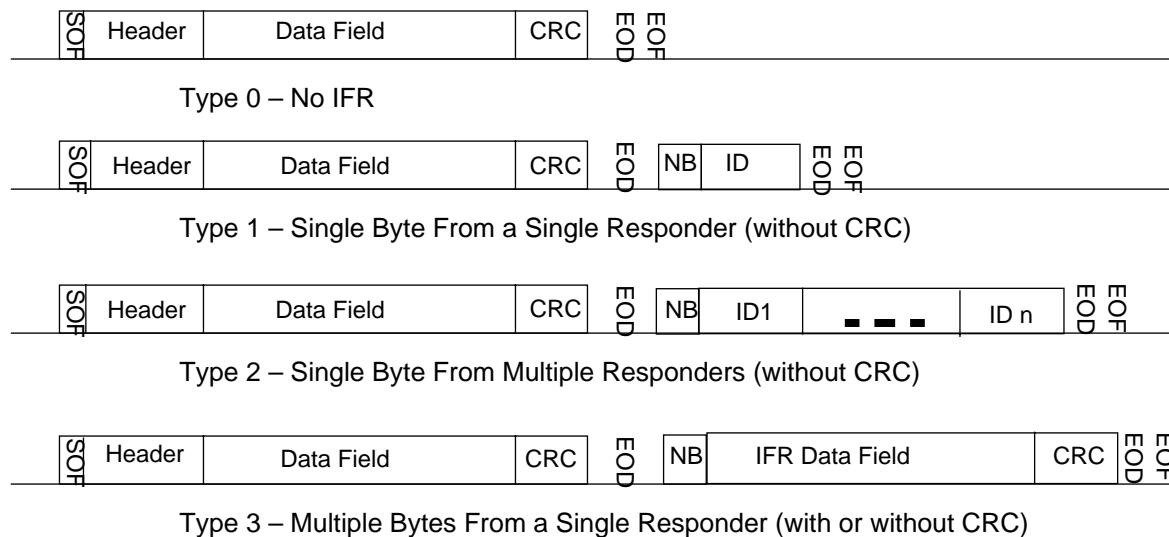 SOF Header Data Field CRC EOD EOF
Type 0 – No IFR
SOF Header Data Field CRC EOD NB ID EOD EOF
Type 1 – Single Byte From a Single Responder (without CRC)
SOF Header Data Field CRC EOD NB ID1 ID n EOD EOF
Type 2 – Single Byte From Multiple Responders (without CRC)
SOF Header Data Field CRC EOD NB IFR Data Field CRC EOD EOF
Type 3 – Multiple Bytes From a Single Responder (with or without CRC)